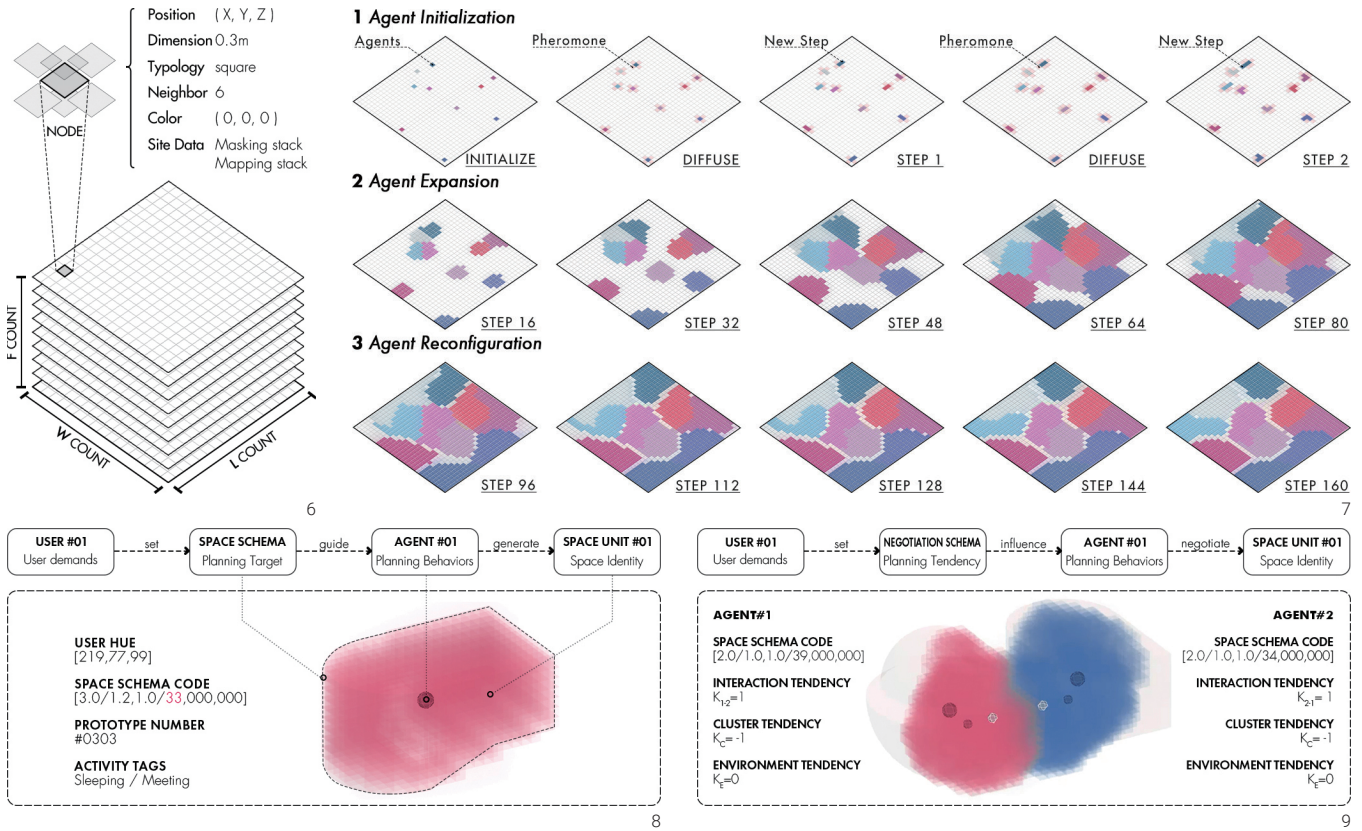 Position ( X, Y, Z )
Dimension 0.3m
Typology square
Neighbor 6
Color ( 0, 0, 0 )
Site Data Masking stack
Mapping stack
NODE
F COUNT
W COUNT
L COUNT
6
1 Agent Initialization
Agents
Pheromone
New Step
Pheromone
New Step
INITIALIZE
DIFFUSE
STEP 1
DIFFUSE
STEP 2
2 Agent Expansion
STEP 16
STEP 32
STEP 48
STEP 64
STEP 80
3 Agent Reconfiguration
STEP 96
STEP 112
STEP 128
STEP 144
STEP 160
7
USER #01
User demands
set
SPACE SCHEMA
Planning Target
guide
AGENT #01
Planning Behaviors
generate
SPACE UNIT #01
Space Identity
USER HUE
[219,77,99]
SPACE SCHEMA CODE
[3.0/1.2,1.0/33,000,000]
PROTOTYPE NUMBER
#0303
ACTIVITY TAGS
Sleeping / Meeting
8
USER #01
User demands
set
NEGOTIATION SCHEMA
Planning Tendency
influence
AGENT #01
Planning Behaviors
negotiate
SPACE UNIT #01
Space Identity
AGENT#1
SPACE SCHEMA CODE
[2.0/1.0,1.0/39,000,000]
INTERACTION TENDENCY
K1-2=1
CLUSTER TENDENCY
KC= -1
ENVIRONMENT TENDENCY
KE=0
AGENT#2
SPACE SCHEMA CODE
[2.0/1.0,1.0/34,000,000]
INTERACTION TENDENCY
K2-1= 1
CLUSTER TENDENCY
KC= -1
ENVIRONMENT TENDENCY
KE=0
9